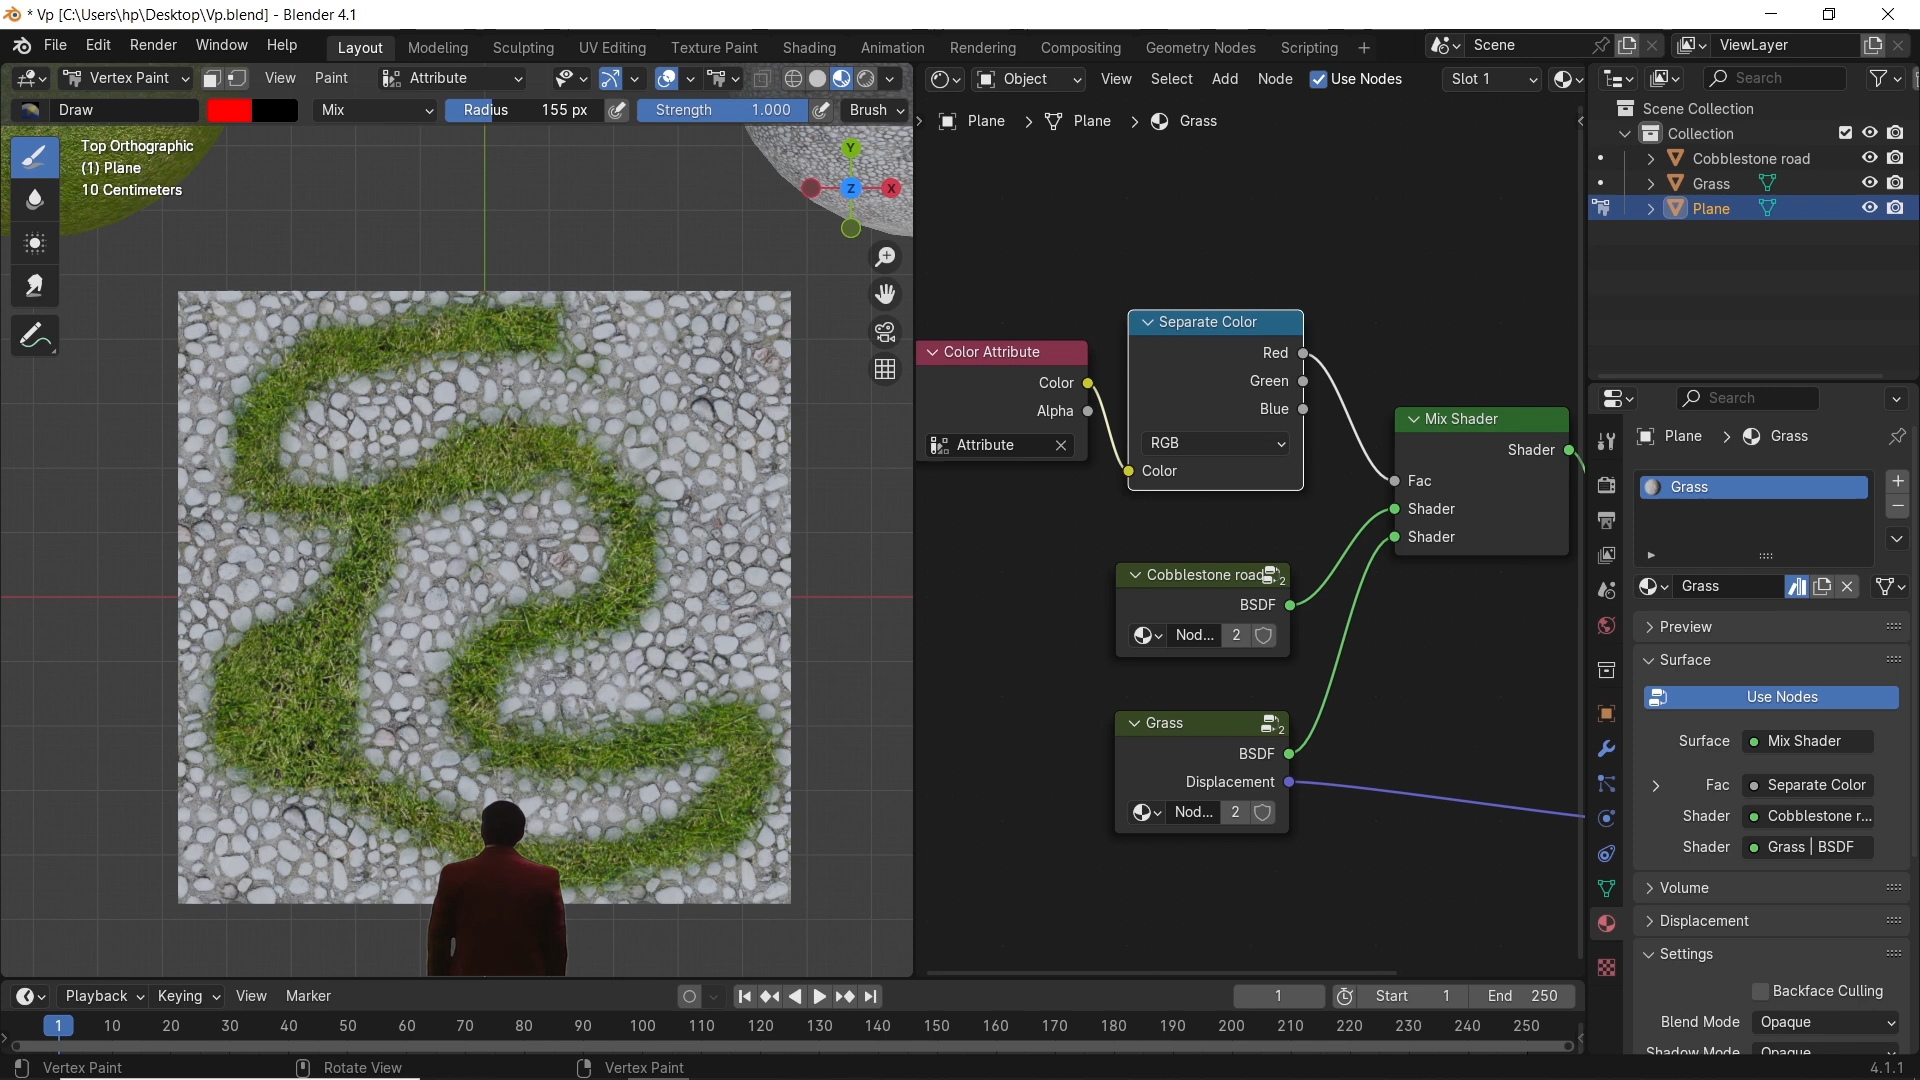 * Vp [C:\Users\hp\Desktop\Vp.blend] - Blender 4.1
File Edit Render Window Help Layout Modeling Sculpting UV Editing Texture Paint Shading Animation Rendering Compositing Geometry Nodes Scripting + Scene ViewLayer
Vertex Paint View Paint Attribute
Object View Select Add Node Use Nodes Slot 1
Search
Draw Mix Radius 155 px Strength 1.000 Brush
Top Orthographic
(1) Plane
10 Centimeters
Y
Z
X
Plane > Plane > Grass
Color Attribute
Color
Alpha
Attribute
Separate Color
Red
Green
Blue
RGB
Color
Mix Shader
Shader
Fac
Shader
Shader
Cobblestone road 2
BSDF
Nod... 2
Grass 2
BSDF
Displacement
Nod... 2
Scene Collection
Collection
Cobblestone road
Grass
Plane
Search
Plane > Grass
Grass
Grass
Preview
Surface
Use Nodes
Surface Mix Shader
Fac Separate Color
Shader Cobblestone r...
Shader Grass | BSDF
Volume
Displacement
Settings
Backface Culling
Blend Mode Opaque
Shadow Mode Opaque
Playback Keying View Marker 1 Start 1 End 250
1 10 20 30 40 50 60 70 80 90 100 110 120 130 140 150 160 170 180 190 200 210 220 230 240 250
Vertex Paint Rotate View Vertex Paint 4.1.1